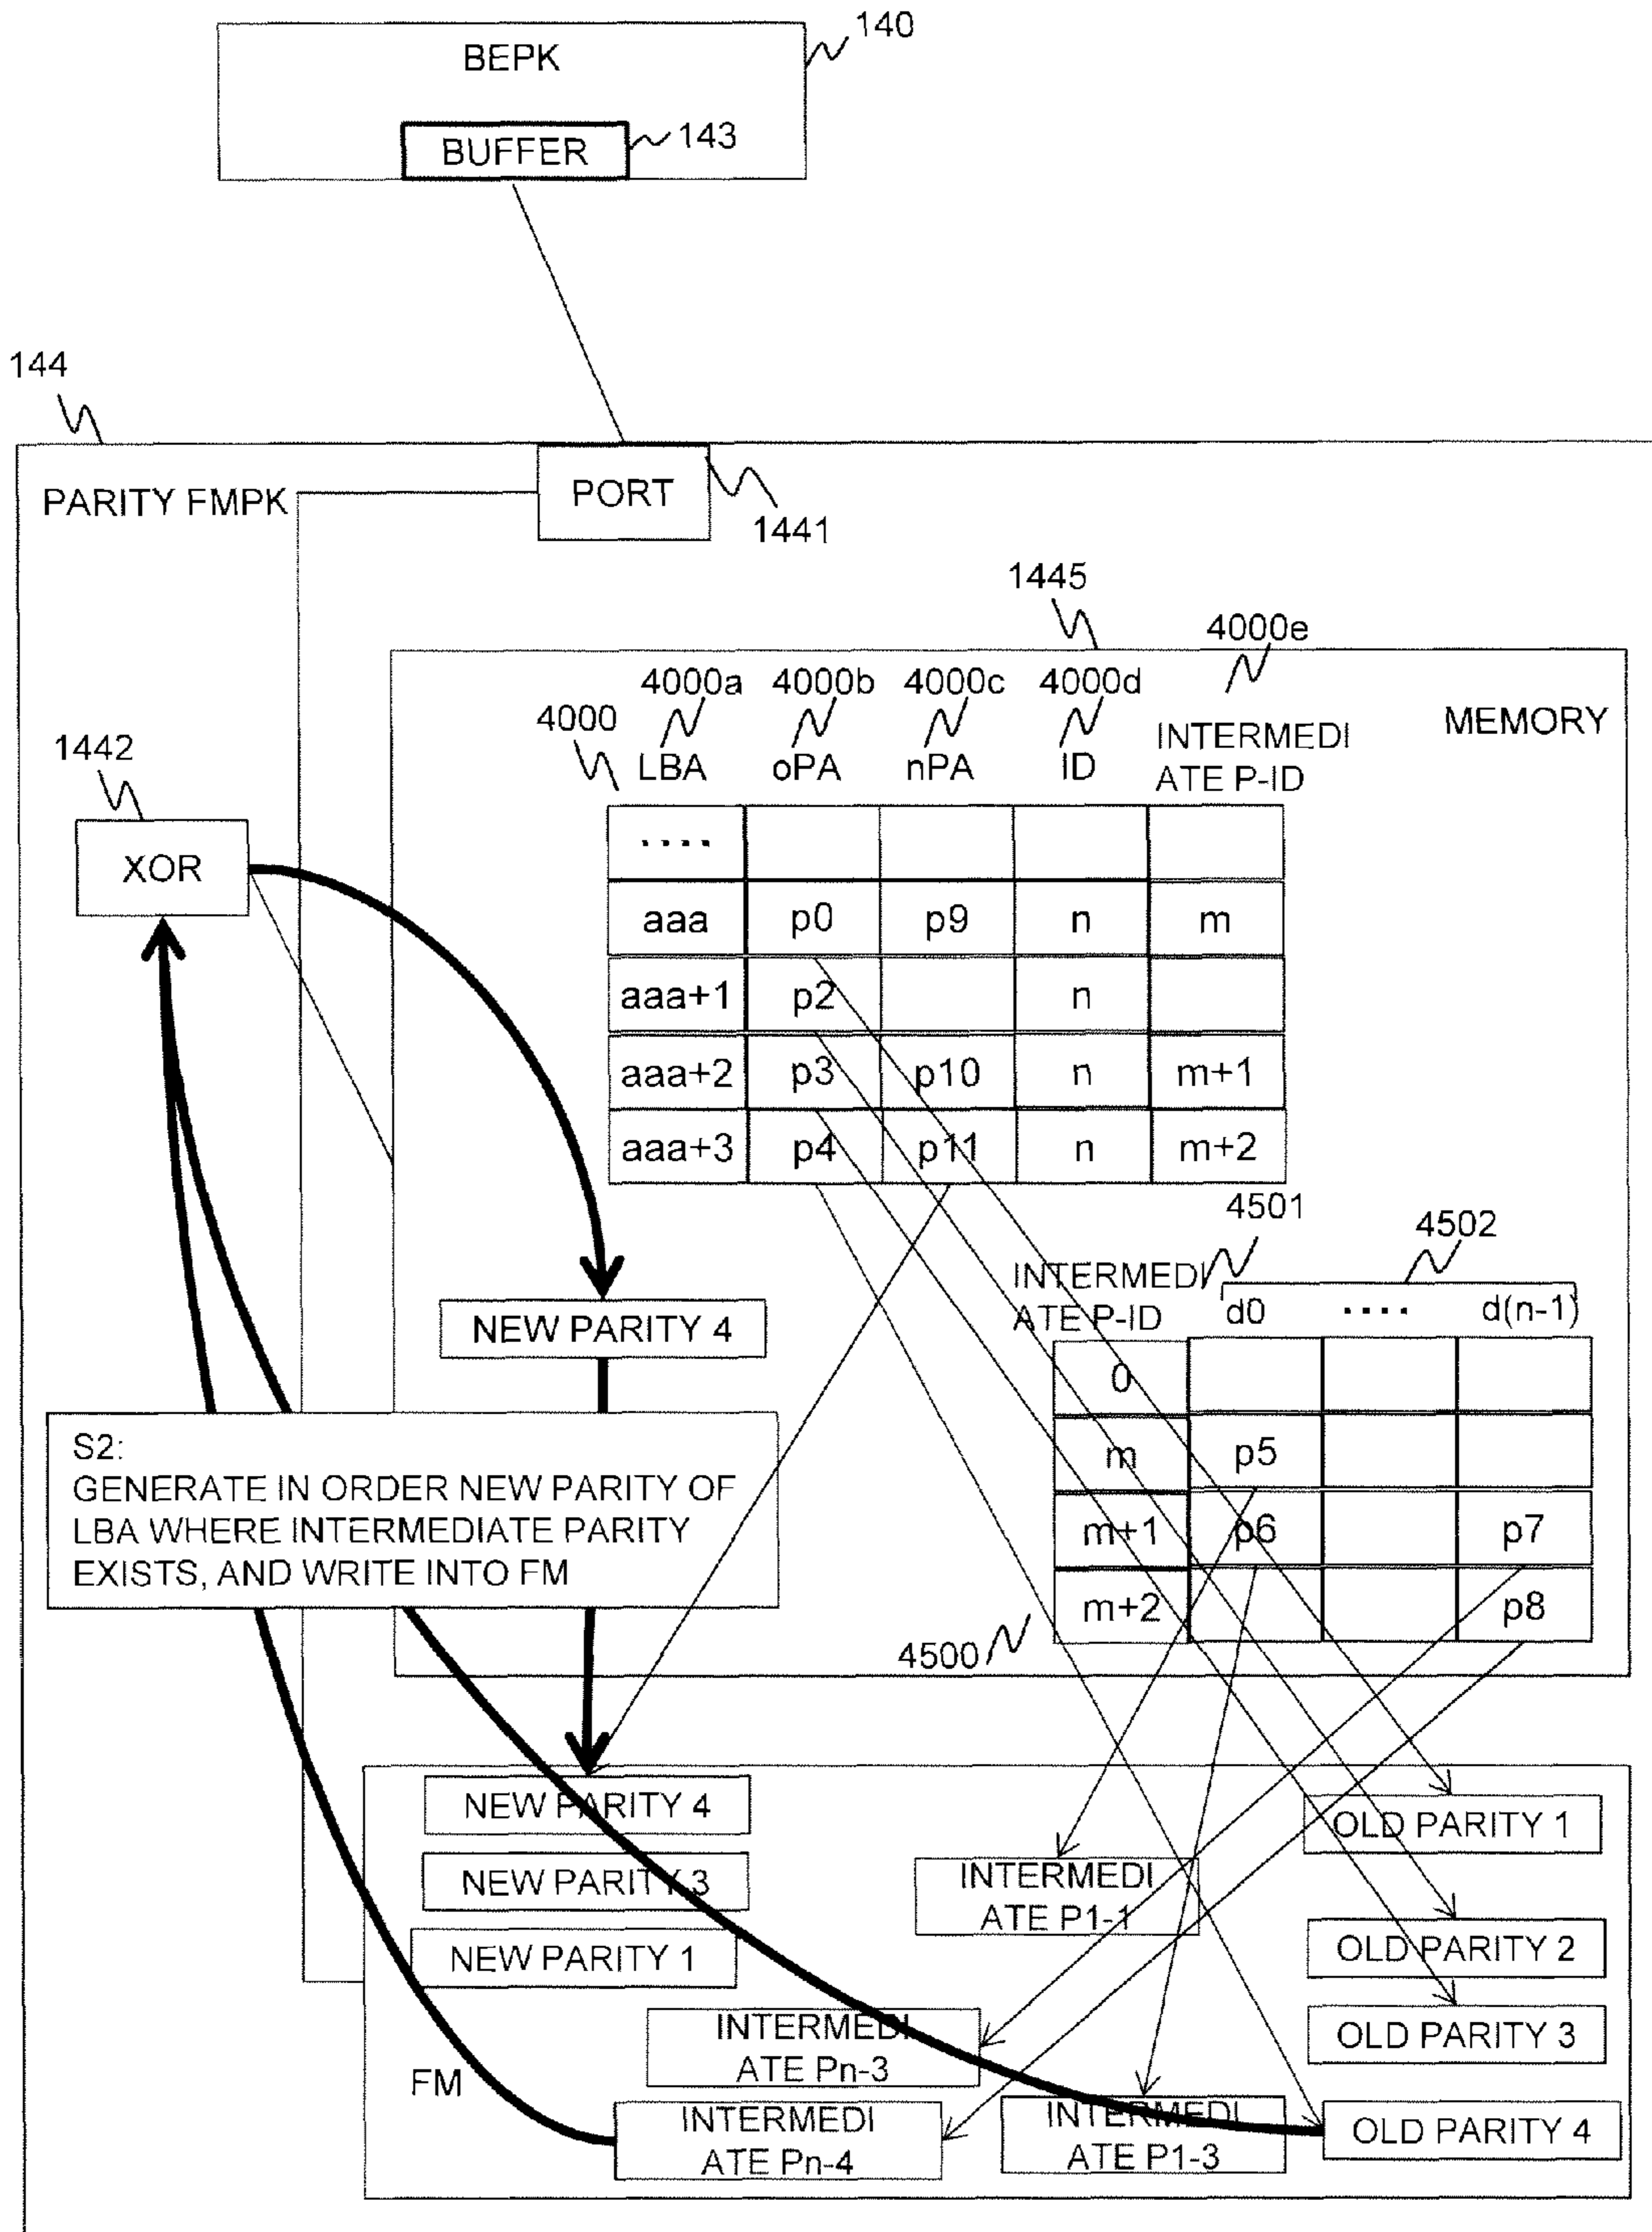 140
BEPK
143
BUFFER
144
PORT
PARITY FMPK
1441
1445
4000e
4000a 4000b 4000c 4000d
4000
MEMORY
INTERMEDI
ATE P-ID
LBA oPA nPA ID
1442
XOR
....
aaa p0 p9 n m
aaa+1 p2 n
aaa+2 p3 p10 n m+1
aaa+3 p4 p11 n m+2
4501
4502
INTERMEDI
ATE P-ID
d0 .... d(n-1)
NEW PARITY 4
0
m p5
m+1 p6 p7
m+2 p8
4500
S2:
GENERATE IN ORDER NEW PARITY OF
LBA WHERE INTERMEDIATE PARITY
EXISTS, AND WRITE INTO FM
NEW PARITY 4
OLD PARITY 1
NEW PARITY 3
INTERMEDI
ATE P1-1
NEW PARITY 1
OLD PARITY 2
INTERMEDI
ATE Pn-3
OLD PARITY 3
FM
INTERMEDI
ATE Pn-4
INTERMEDI
ATE P1-3
OLD PARITY 4